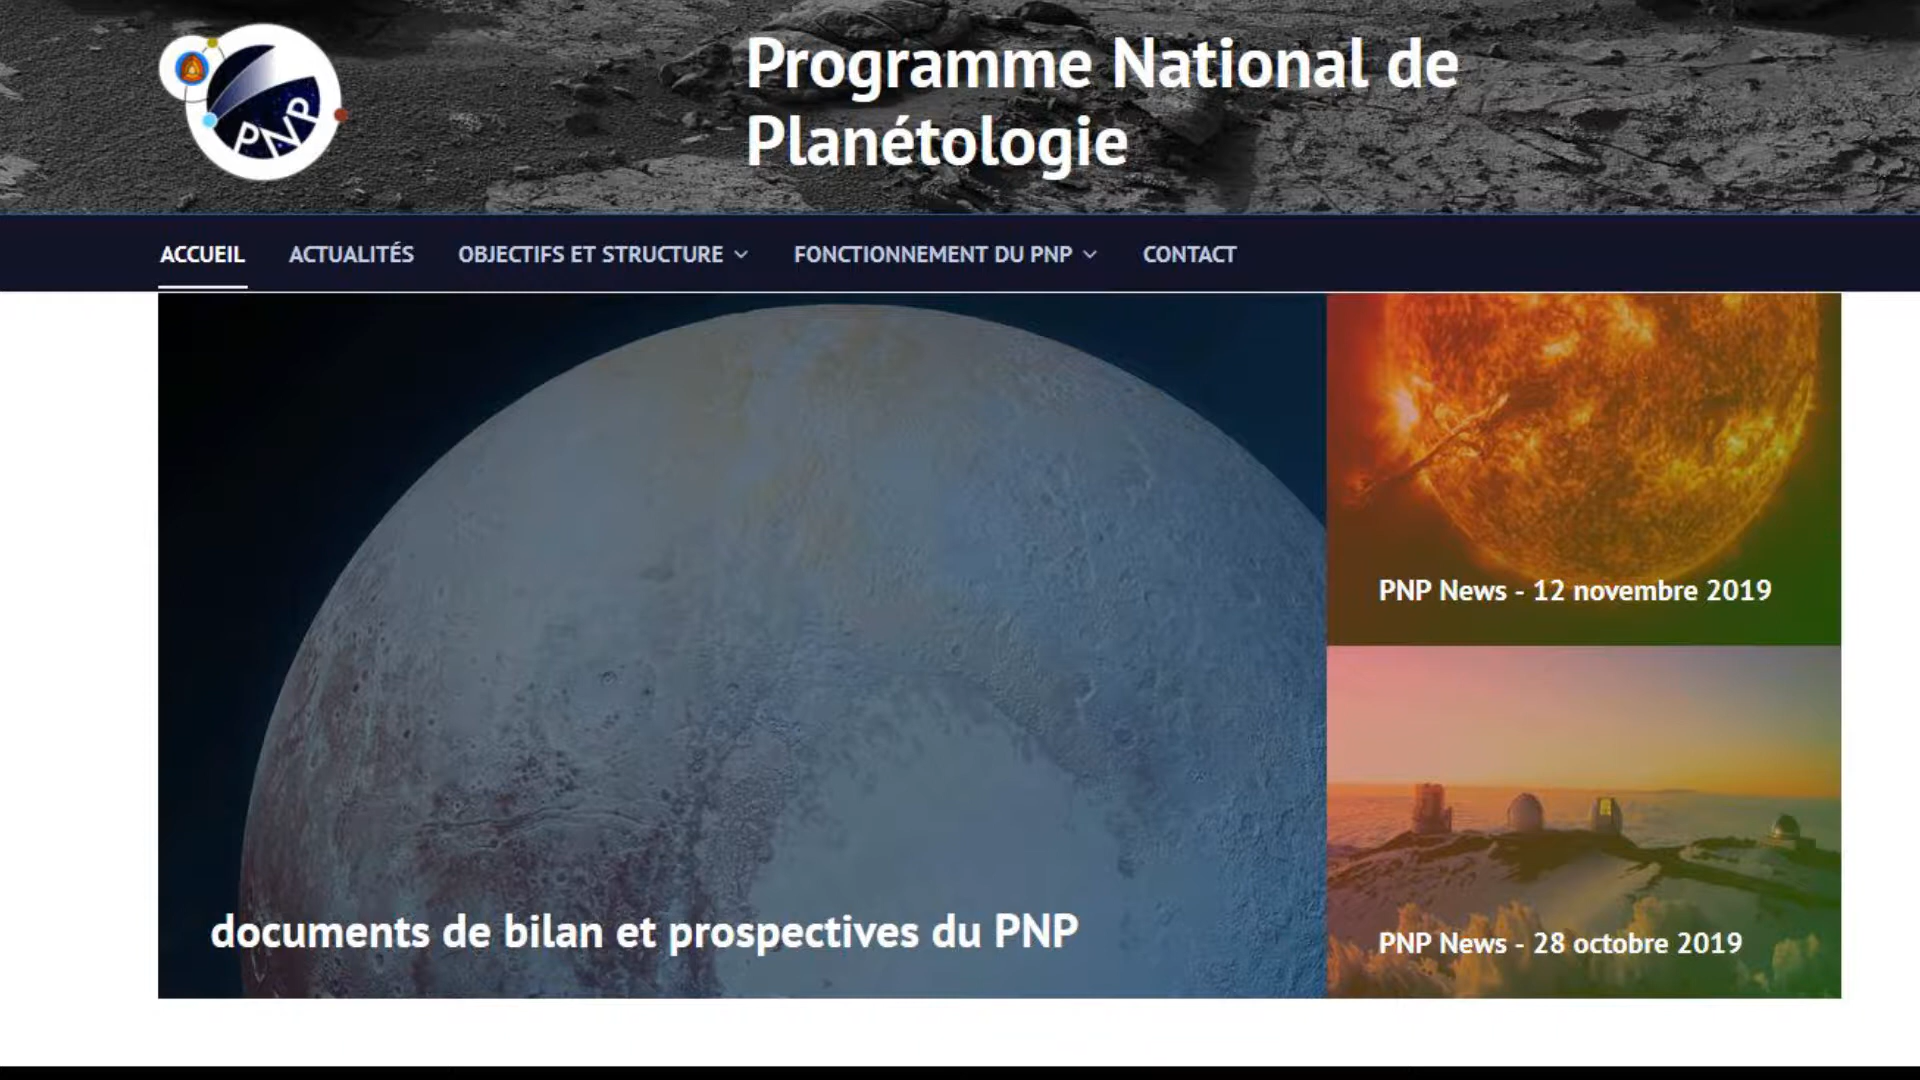 PNP
Programme National de
Planétologie
ACCUEIL
ACTUALITÉS
OBJECTIFS ET STRUCTURE
FONCTIONNEMENT DU PNP
CONTACT
documents de bilan et prospectives du PNP
PNP News - 12 novembre 2019
PNP News - 28 octobre 2019